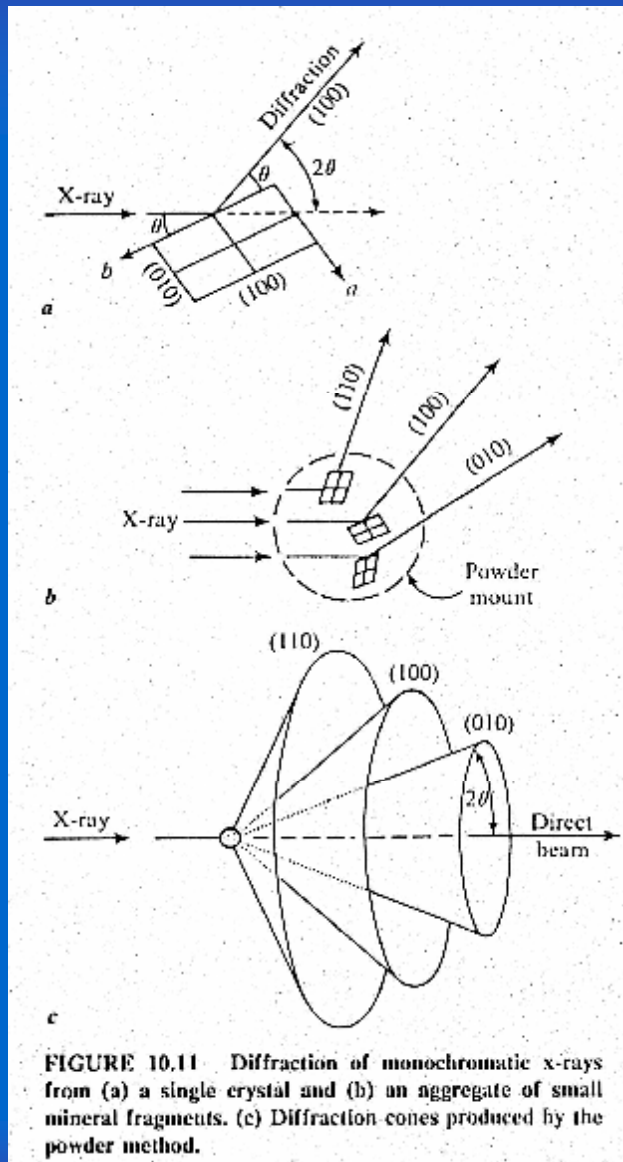 Diffraction
(100)
2θ
θ
X-ray
θ
b
(010)
(100)
a
a
(110)
(100)
(010)
X-ray
Powder
mount
b
(110)
(100)
(010)
2θ
X-ray
Direct
beam
c
FIGURE 10.11 Diffraction of monochromatic x-rays
from (a) a single crystal and (b) an aggregate of small
mineral fragments. (c) Diffraction cones produced by the
powder method.